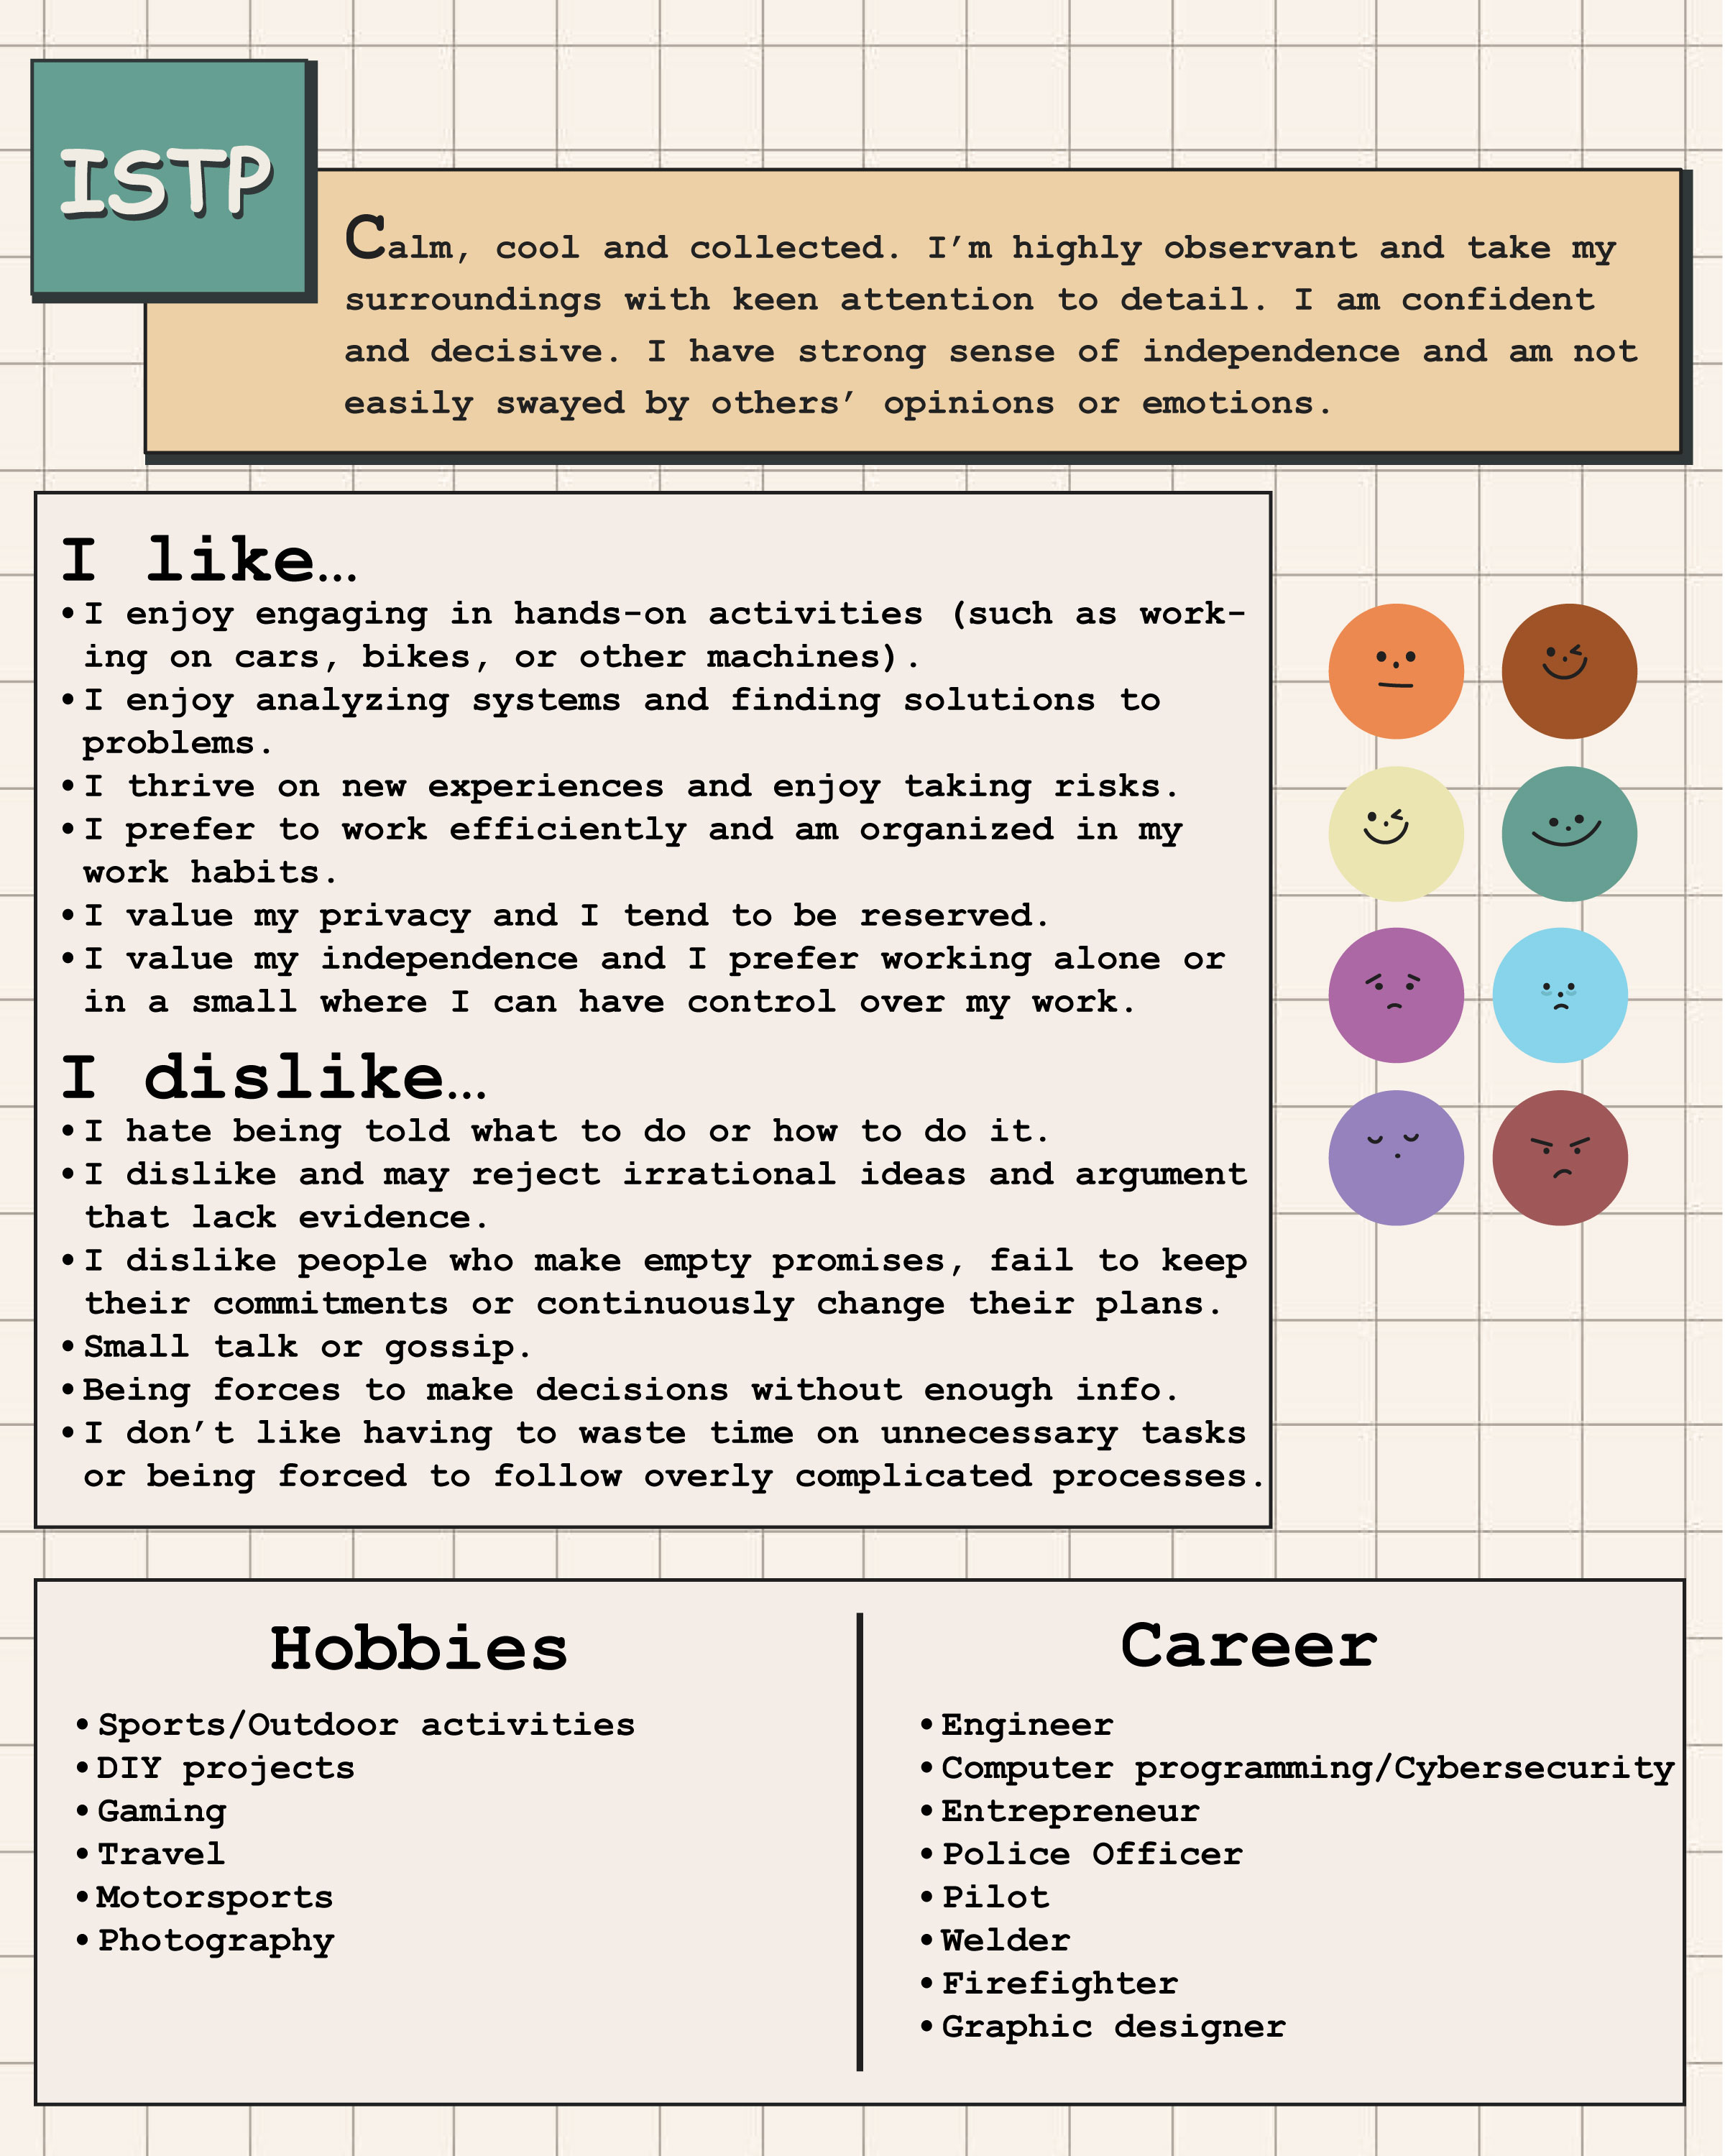 ISTP
Calm, cool and collected. I’m highly observant and take my
surroundings with keen attention to detail. I am confident
and decisive. I have strong sense of independence and am not
easily swayed by others’ opinions or emotions.
I like…
•I enjoy engaging in hands-on activities (such as work-
ing on cars, bikes, or other machines).
•I enjoy analyzing systems and finding solutions to
problems.
•I thrive on new experiences and enjoy taking risks.
•I prefer to work efficiently and am organized in my
work habits.
•I value my privacy and I tend to be reserved.
•I value my independence and I prefer working alone or
in a small where I can have control over my work.
I dislike…
•I hate being told what to do or how to do it.
•I dislike and may reject irrational ideas and argument
that lack evidence.
•I dislike people who make empty promises, fail to keep
their commitments or continuously change their plans.
•Small talk or gossip.
•Being forces to make decisions without enough info.
•I don’t like having to waste time on unnecessary tasks
or being forced to follow overly complicated processes.
Hobbies
•Sports/Outdoor activities
•DIY projects
•Gaming
•Travel
•Motorsports
•Photography
Career
•Engineer
•Computer programming/Cybersecurity
•Entrepreneur
•Police Officer
•Pilot
•Welder
•Firefighter
•Graphic designer